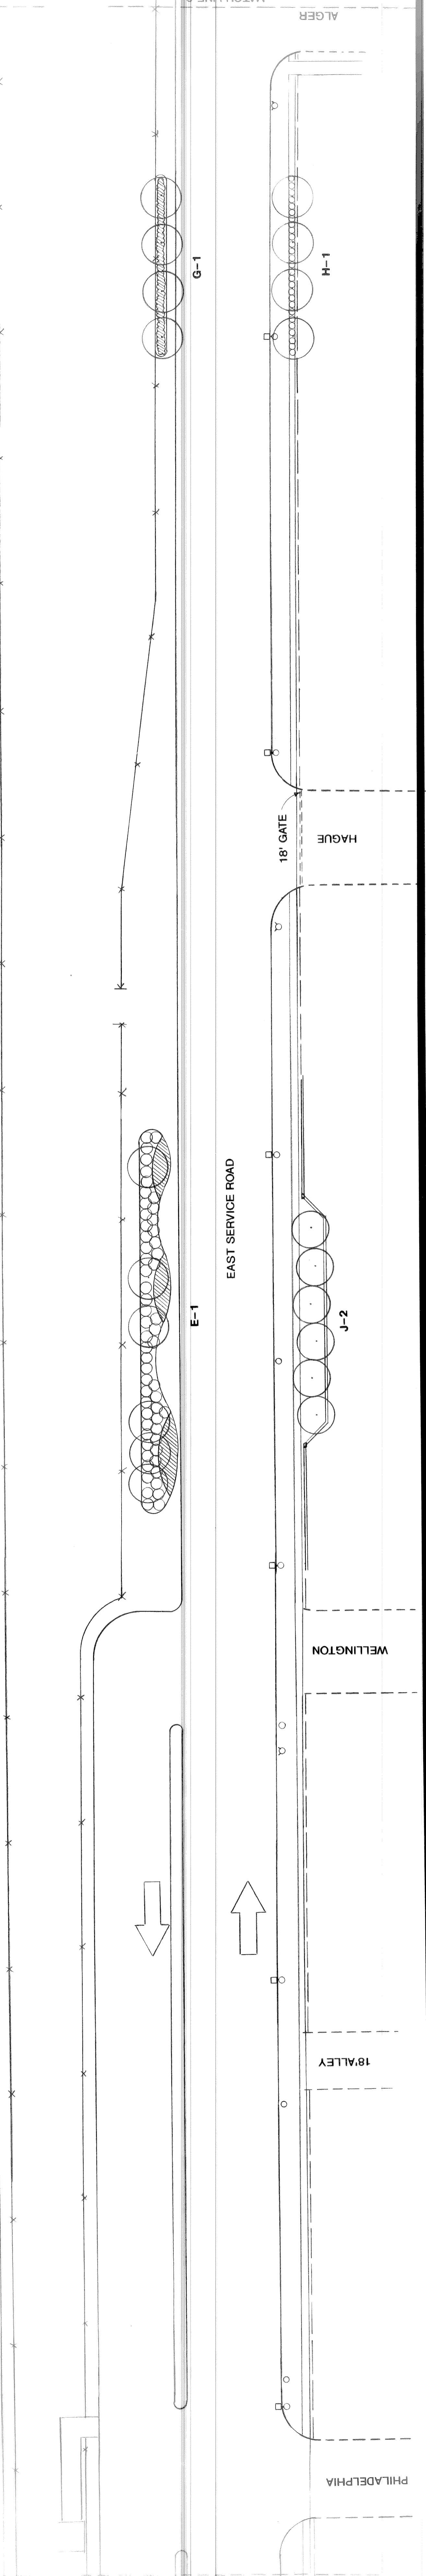 ALGER
G-1
H-1
18' GATE
HAGUE
EAST SERVICE ROAD
E-1
J-2
WELLINGTON
18' ALLEY
PHILADELPHIA